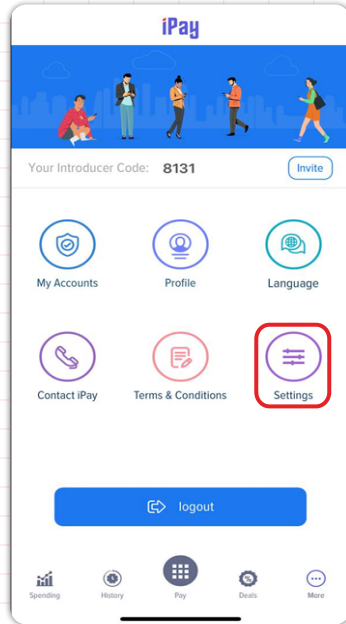 iPay
Your Introducer Code: 8131 Invite
My Accounts Profile Language
Contact iPay Terms & Conditions Settings
logout
Spending History Pay Deals More